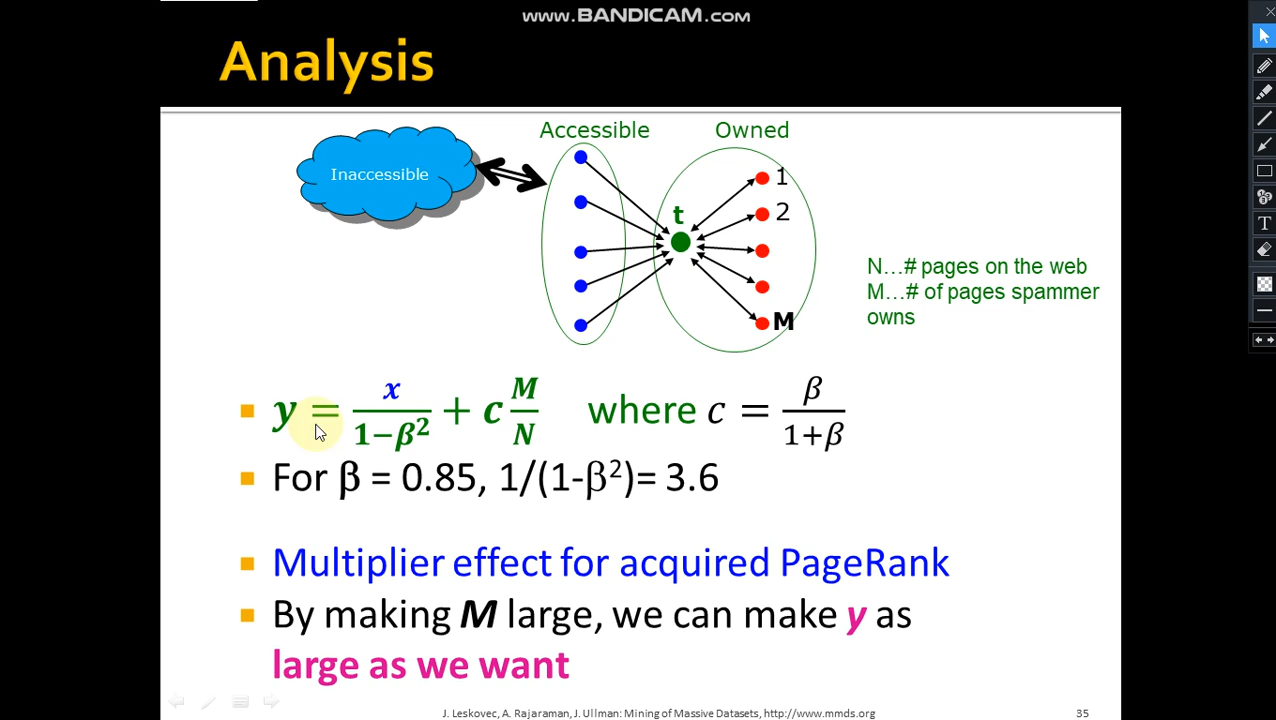 www.BANDICAM.com
Analysis
Accessible
Owned
Inaccessible
1
t
2
M
N…# pages on the web
M…# of pages spammer
owns
y = x/(1−β²) + c M/N where c = β/(1+β)
For β = 0.85, 1/(1-β²)= 3.6
Multiplier effect for acquired PageRank
By making M large, we can make y as
large as we want
J. Leskovec, A. Rajaraman, J. Ullman: Mining of Massive Datasets, http://www.mmds.org
35
T